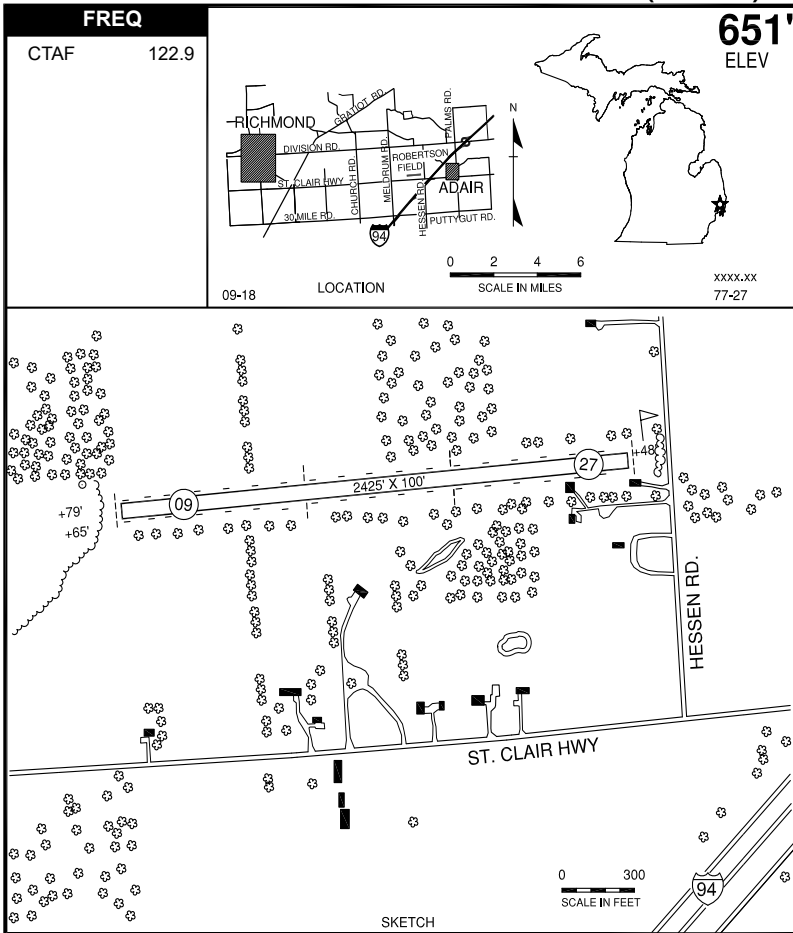 FREQ
CTAF 122.9
651'
ELEV
RICHMOND
GRATIOT RD.
PALMS RD.
N
DIVISION RD.
ROBERTSON
FIELD
ST. CLAIR HWY
CHURCH RD.
MELDRUM RD.
HESSEN RD.
ADAIR
30 MILE RD.
PUTTYGUT RD.
94
0 2 4 6
SCALE IN MILES
LOCATION
09-18
xxxx.xx
77-27
+48'
27
2425' X 100'
09
+79'
+65'
HESSEN RD.
ST. CLAIR HWY
0 300
SCALE IN FEET
94
SKETCH